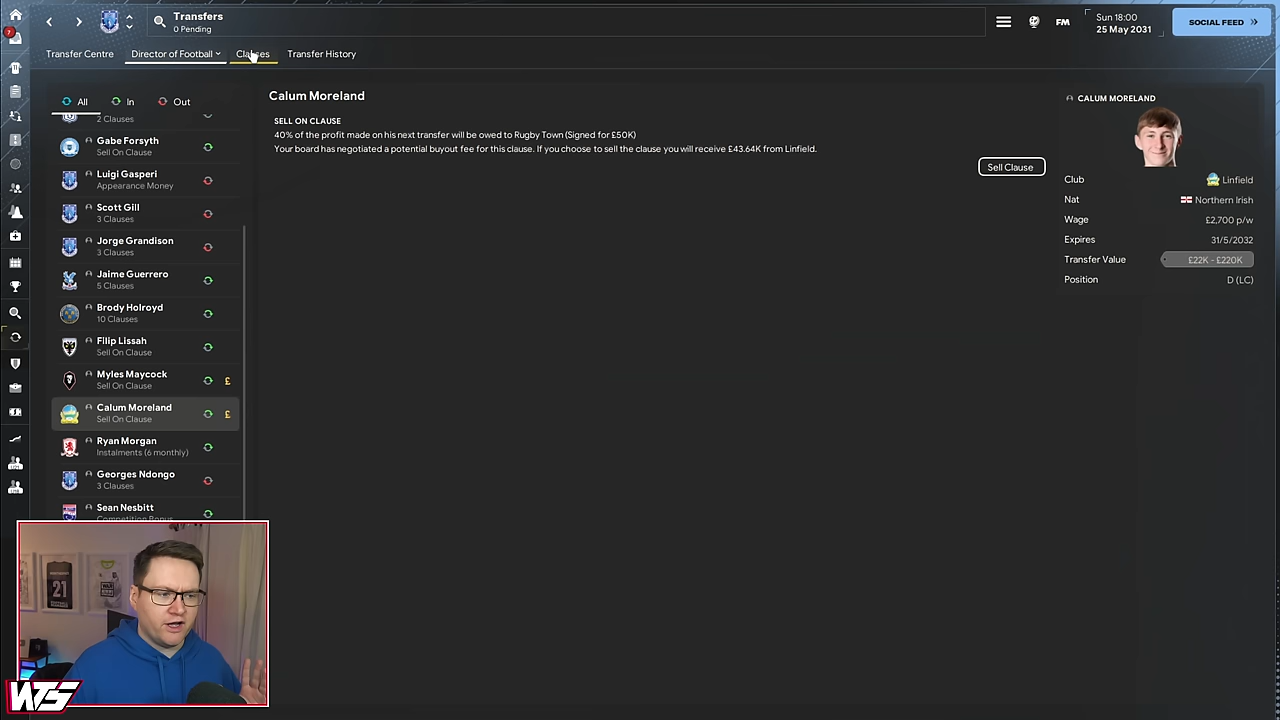 Transfers
0 Pending
FM
Sun 18:00
25 May 2031
SOCIAL FEED
Transfer Centre
Director of Football
Clauses
Transfer History
All
In
Out
2 Clauses
Gabe Forsyth
Sell On Clause
Luigi Gasperi
Appearance Money
Scott Gill
3 Clauses
Jorge Grandison
3 Clauses
Jaime Guerrero
5 Clauses
Brody Holroyd
10 Clauses
Filip Lissah
Sell On Clause
Myles Maycock
Sell On Clause
£
Calum Moreland
Sell On Clause
£
Ryan Morgan
Instalments (6 monthly)
Georges Ndongo
3 Clauses
Sean Nesbitt
Competition Bonus
Calum Moreland
SELL ON CLAUSE
40% of the profit made on his next transfer will be owed to Rugby Town (Signed for £50K)
Your board has negotiated a potential buyout fee for this clause. If you choose to sell the clause you will receive £43.64K from Linfield.
Sell Clause
CALUM MORELAND
Club
Linfield
Nat
Northern Irish
Wage
£2,700 p/w
Expires
31/5/2032
Transfer Value
£22K - £220K
Position
D (LC)
21
WTS